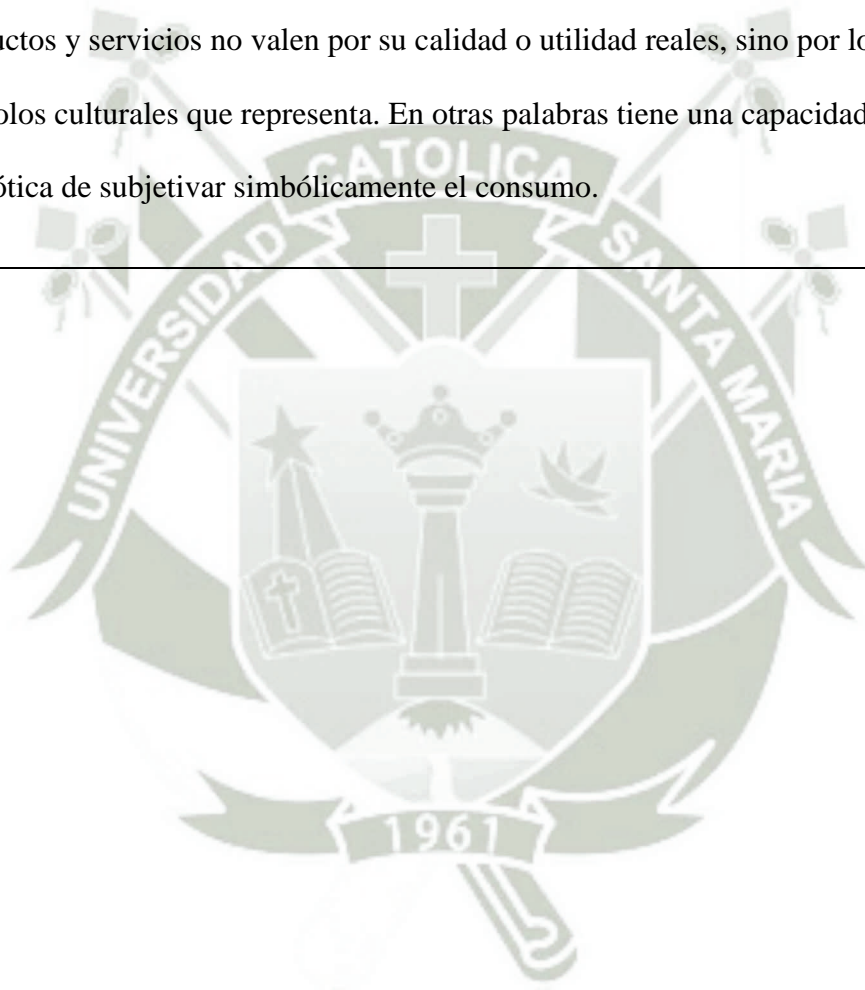 uctos y servicios no valen por su calidad o utilidad reales, sino por lo
olos culturales que representa. En otras palabras tiene una capacidad
ótica de subjetivar simbólicamente el consumo.
UNIVERSIDAD CATOLICA SANTA MARIA
1961